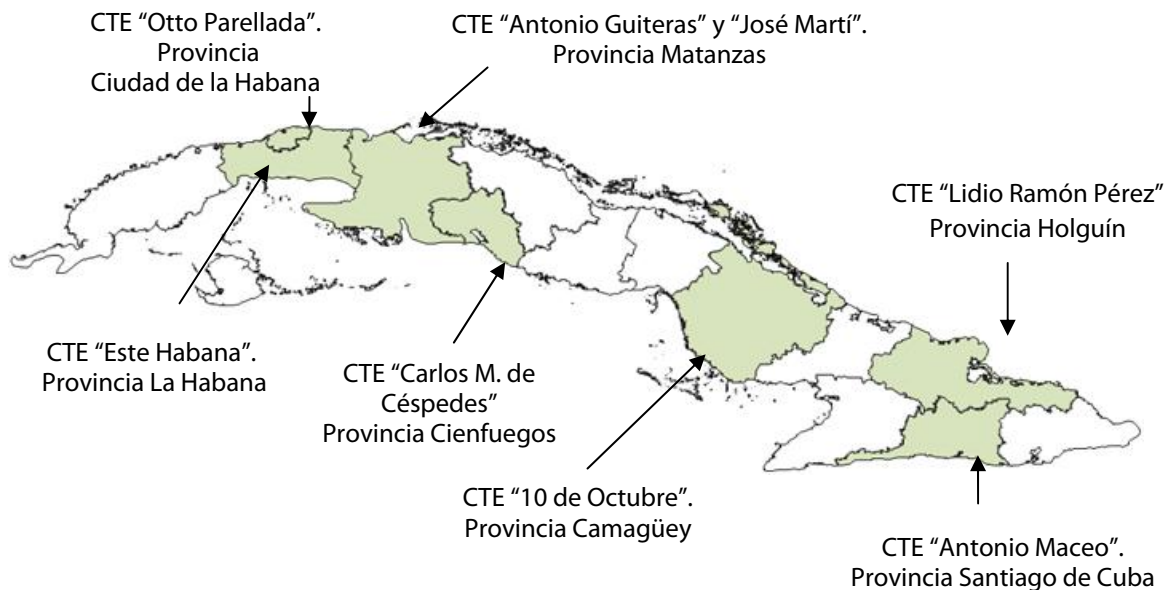 CTE “Otto Parellada”.
Provincia
Ciudad de la Habana
CTE “Antonio Guiteras” y “José Martí”.
Provincia Matanzas
CTE “Lidio Ramón Pérez”
Provincia Holguín
CTE “Este Habana”.
Provincia La Habana
CTE “Carlos M. de
Céspedes”
Provincia Cienfuegos
CTE “10 de Octubre”.
Provincia Camagüey
CTE “Antonio Maceo”.
Provincia Santiago de Cuba